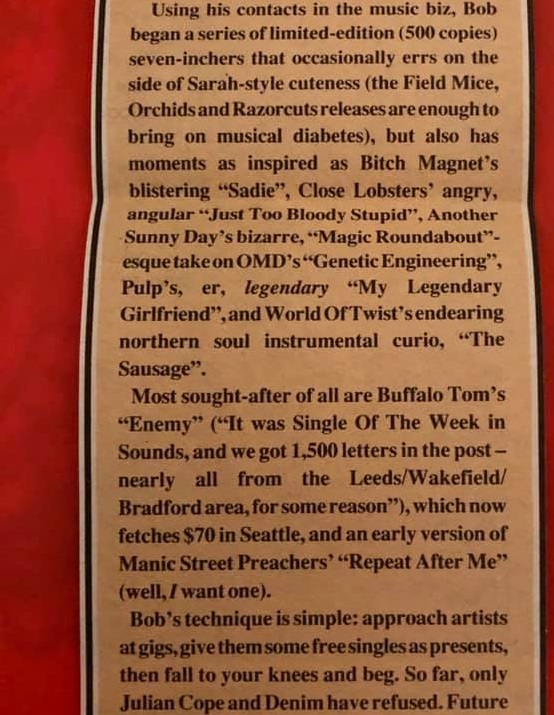 Using his contacts in the music biz, Bob
began a series of limited-edition (500 copies)
seven-inchers that occasionally errs on the
side of Sarah-style cuteness (the Field Mice,
Orchids and Razorcuts releases are enough to
bring on musical diabetes), but also has
moments as inspired as Bitch Magnet's
blistering “Sadie”, Close Lobsters' angry,
angular “Just Too Bloody Stupid”, Another
Sunny Day's bizarre, “Magic Roundabout”-
esque take on OMD's “Genetic Engineering”,
Pulp's, er, legendary “My Legendary
Girlfriend”, and World Of Twist's endearing
northern soul instrumental curio, “The
Sausage”.
Most sought-after of all are Buffalo Tom's
“Enemy” (“It was Single Of The Week in
Sounds, and we got 1,500 letters in the post –
nearly all from the Leeds/Wakefield/
Bradford area, for some reason”), which now
fetches $70 in Seattle, and an early version of
Manic Street Preachers' “Repeat After Me”
(well, I want one).
Bob's technique is simple: approach artists
at gigs, give them some free singles as presents,
then fall to your knees and beg. So far, only
Julian Cope and Denim have refused. Future